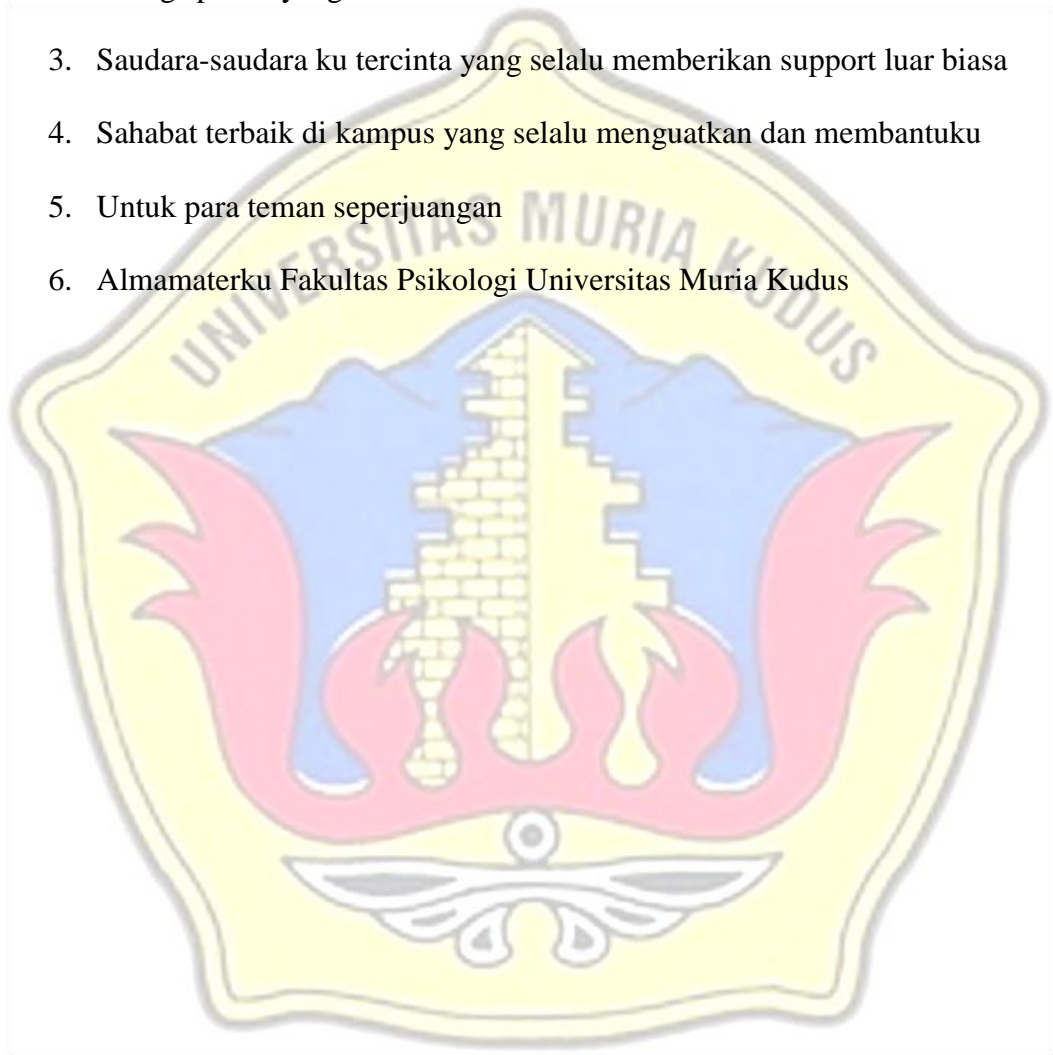 yang
3. Saudara-saudara ku tercinta yang selalu memberikan support luar biasa
4. Sahabat terbaik di kampus yang selalu menguatkan dan membantuku
5. Untuk para teman seperjuangan
6. Almamaterku Fakultas Psikologi Universitas Muria Kudus
UNIVERSITAS MURIA KUDUS